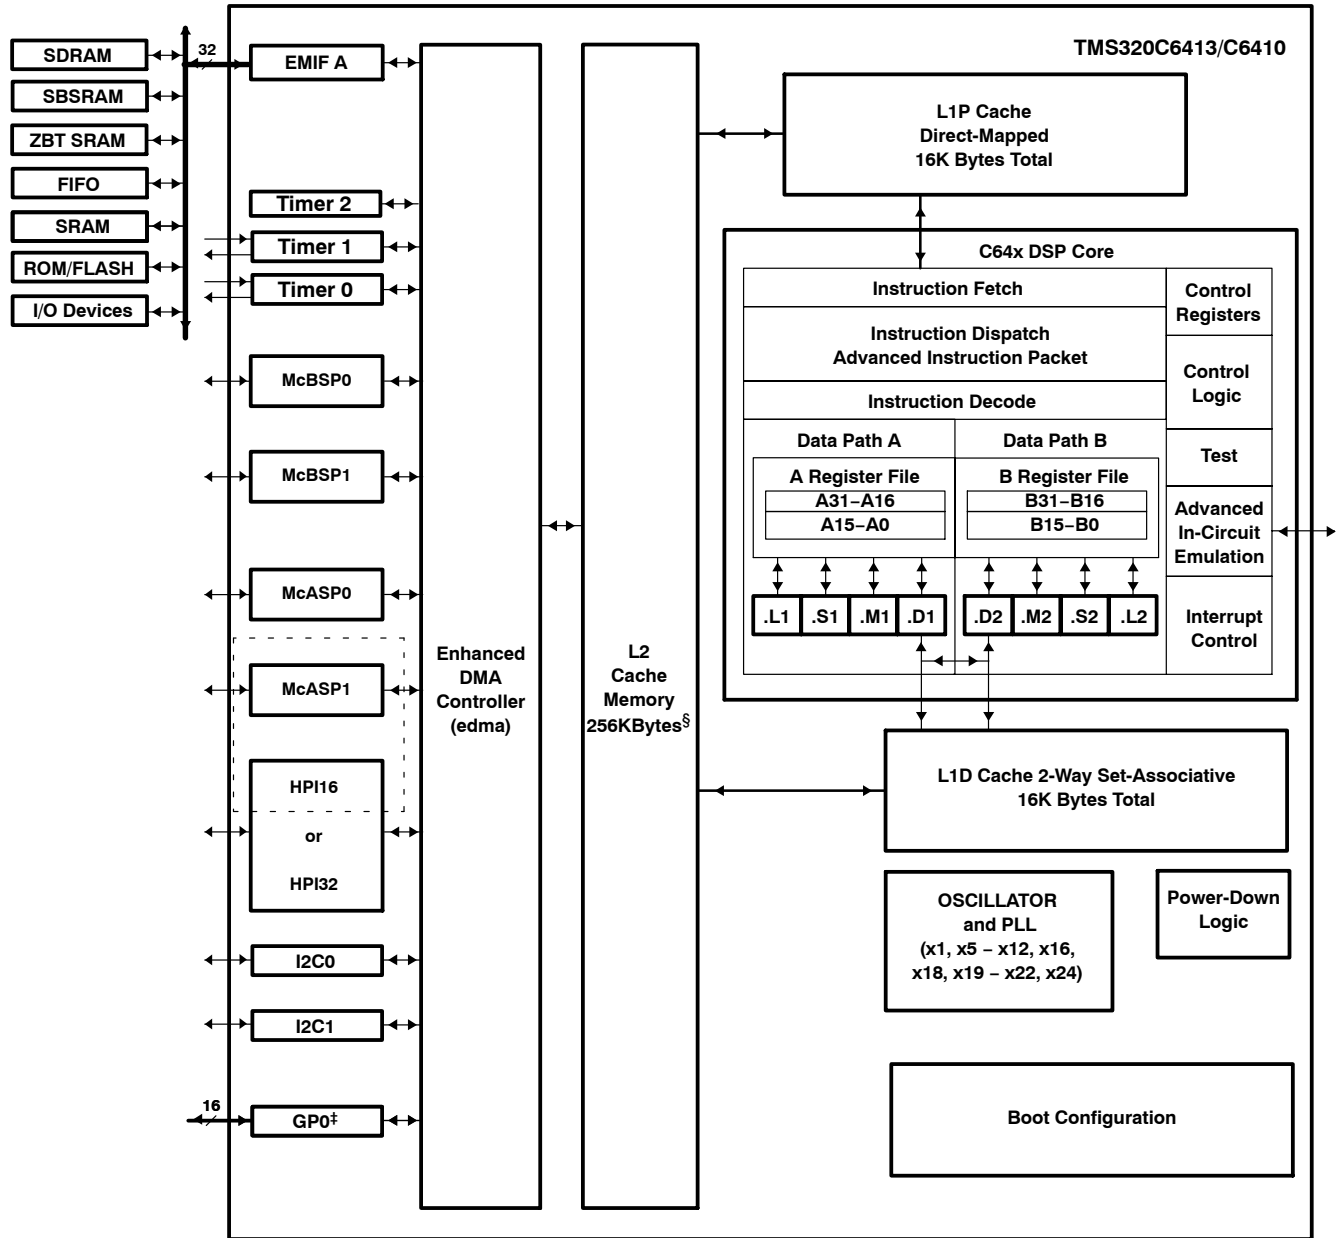 TMS320C6413/C6410
SDRAM
SBSRAM
ZBT SRAM
FIFO
SRAM
ROM/FLASH
I/O Devices
32
EMIF A
Timer 2
Timer 1
Timer 0
McBSP0
McBSP1
McASP0
McASP1
HPI16
or
HPI32
I2C0
I2C1
16
GP0‡
Enhanced
DMA
Controller
(edma)
L2
Cache
Memory
256KBytes§
L1P Cache
Direct-Mapped
16K Bytes Total
C64x DSP Core
Instruction Fetch
Instruction Dispatch
Advanced Instruction Packet
Instruction Decode
Data Path A
A Register File
A31−A16
A15−A0
.L1 .S1 .M1 .D1
Data Path B
B Register File
B31−B16
B15−B0
.D2 .M2 .S2 .L2
Control
Registers
Control
Logic
Test
Advanced
In-Circuit
Emulation
Interrupt
Control
L1D Cache 2-Way Set-Associative
16K Bytes Total
OSCILLATOR
and PLL
(x1, x5 − x12, x16,
x18, x19 − x22, x24)
Power-Down
Logic
Boot Configuration